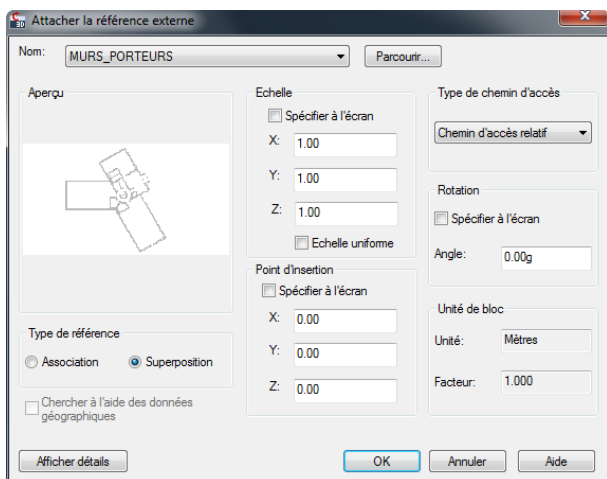 3D
Attacher la référence externe
Nom:
MURS_PORTEURS
Parcourir...
Aperçu
Type de référence
Association
Superposition
Chercher à l'aide des données
géographiques
Echelle
Spécifier à l'écran
X:
1.00
Y:
1.00
Z:
1.00
Echelle uniforme
Point d'insertion
Spécifier à l'écran
X:
0.00
Y:
0.00
Z:
0.00
Type de chemin d'accès
Chemin d'accès relatif
Rotation
Spécifier à l'écran
Angle:
0.00g
Unité de bloc
Unité:
Mètres
Facteur:
1.000
Afficher détails
OK
Annuler
Aide